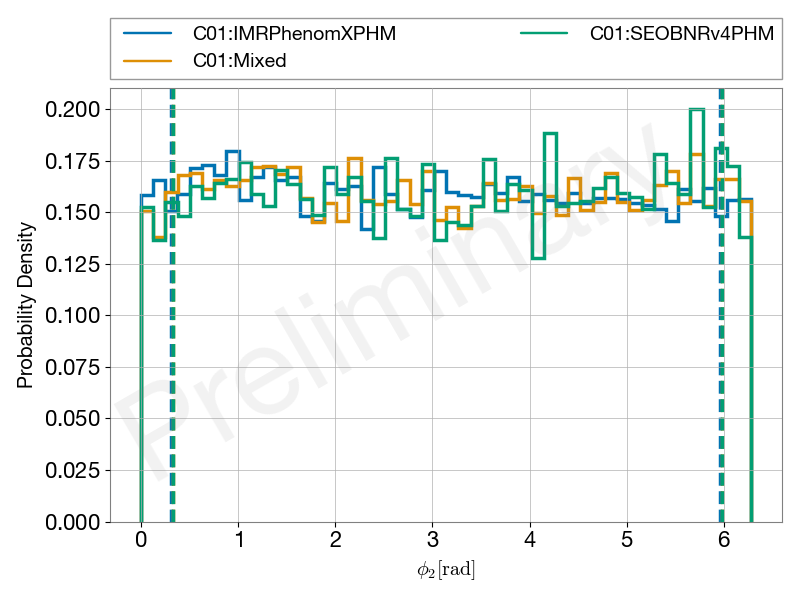 C01:IMRPhenomXPHM
C01:Mixed
C01:SEOBNRv4PHM
0.200
0.175
0.150
0.125
0.100
0.075
0.050
0.025
0.000
Probability Density
Preliminary
0 1 2 3 4 5 6
ϕ₂[rad]